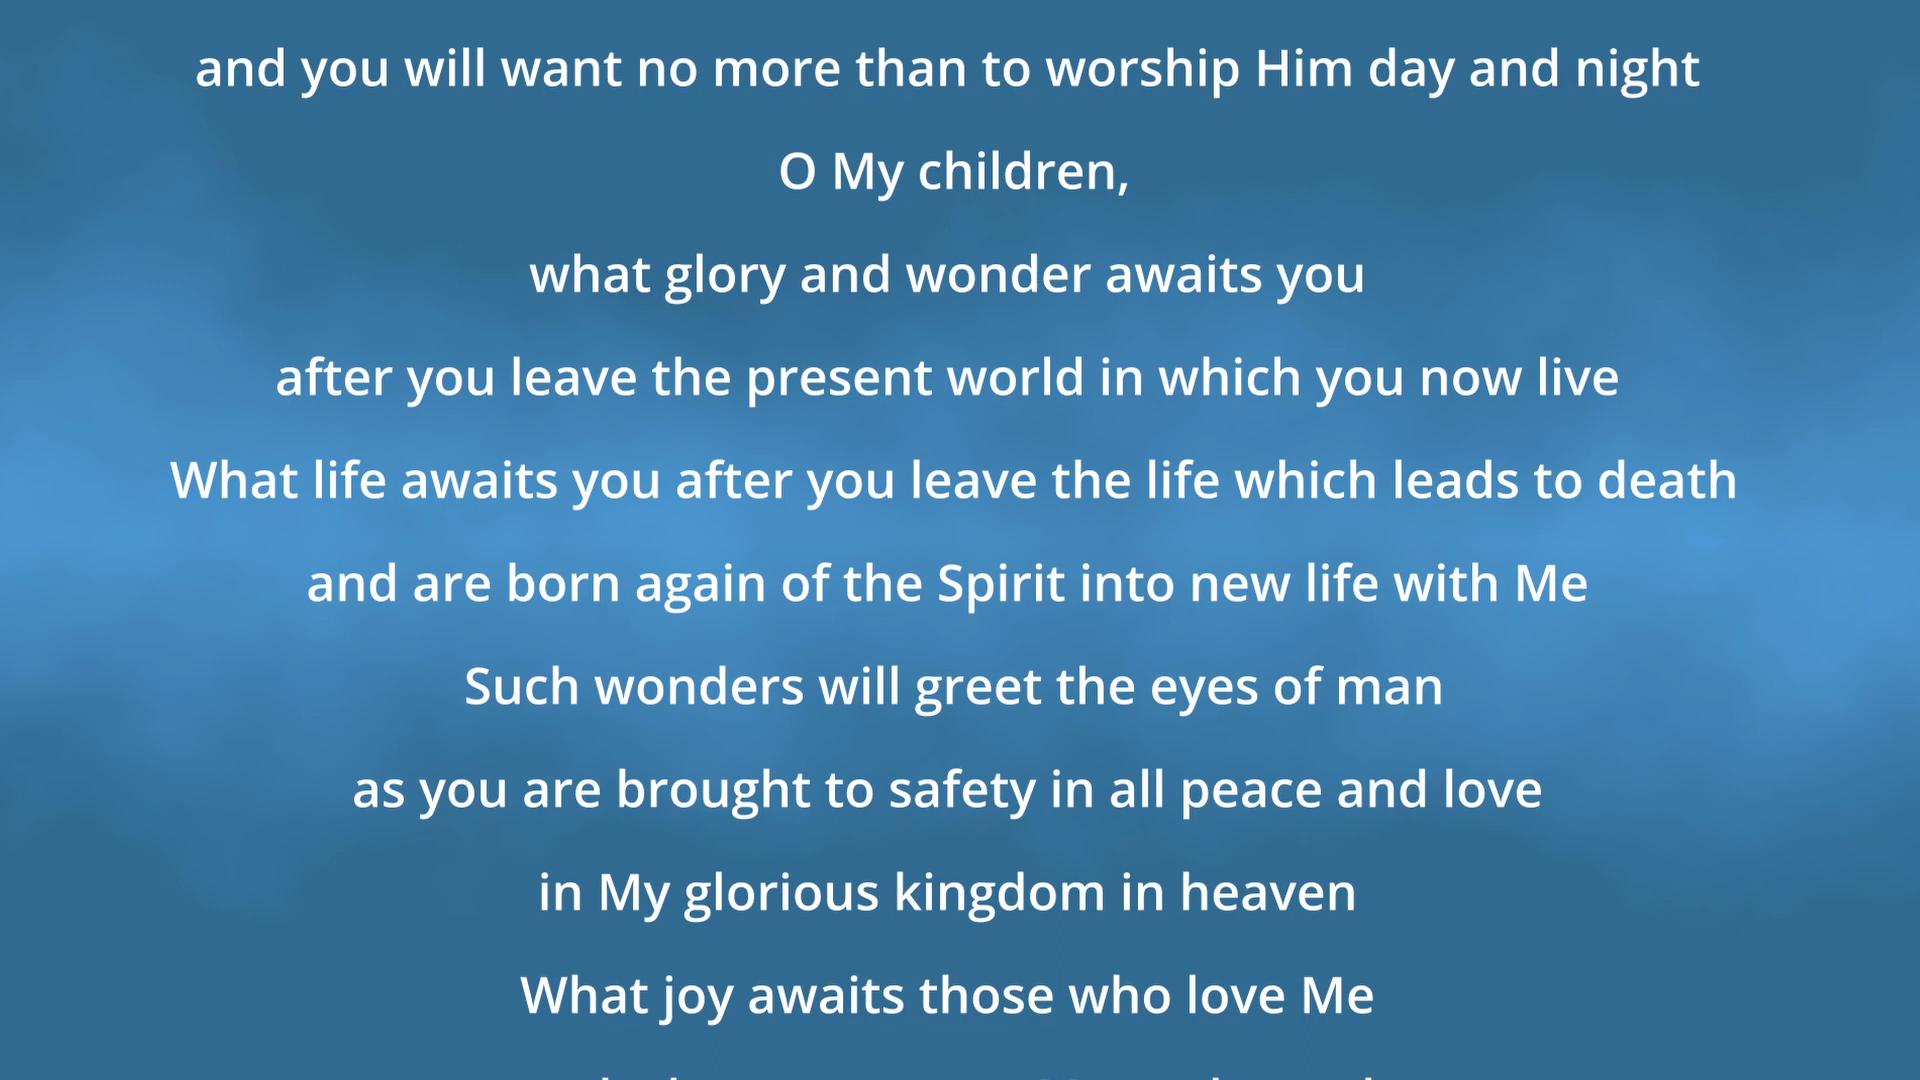 and you will want no more than to worship Him day and night
O My children,
what glory and wonder awaits you
after you leave the present world in which you now live
What life awaits you after you leave the life which leads to death
and are born again of the Spirit into new life with Me
Such wonders will greet the eyes of man
as you are brought to safety in all peace and love
in My glorious kingdom in heaven
What joy awaits those who love Me